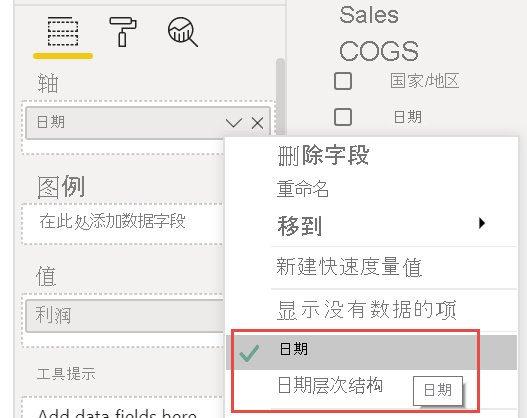 Sales
COGS
国家/地区
日期
轴
日期
图例
在此处添加数据字段
值
利润
工具提示
Add data fields here
删除字段
重命名
移到
新建快速度量值
显示没有数据的项
日期
日期层次结构
日期